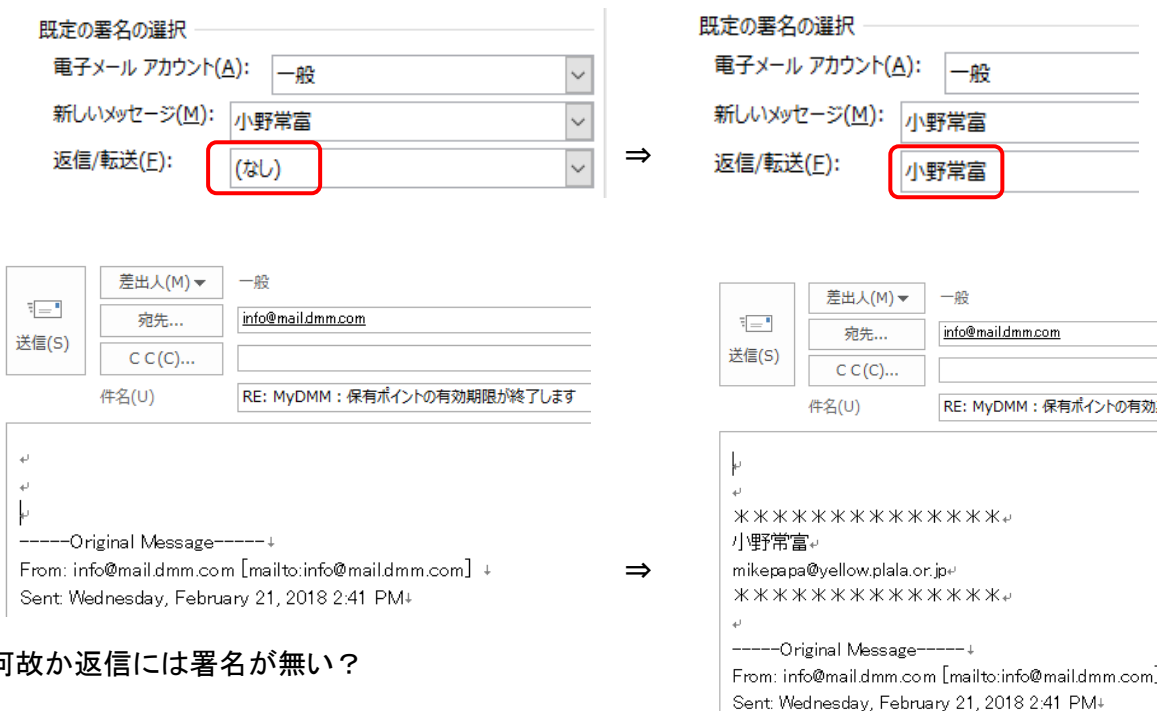 既定の署名の選択
電子メール アカウント(A): 一般
新しいメッセージ(M): 小野常富
返信/転送(F): (なし)
⇒
既定の署名の選択
電子メール アカウント(A): 一般
新しいメッセージ(M): 小野常富
返信/転送(F): 小野常富
送信(S)
差出人(M) 一般
宛先... info@mail.dmm.com
C C(C)...
件名(U) RE: MyDMM：保有ポイントの有効期限が終了します
-----Original Message-----
From: info@mail.dmm.com [mailto:info@mail.dmm.com]
Sent: Wednesday, February 21, 2018 2:41 PM
何故か返信には署名が無い？
⇒
送信(S)
差出人(M) 一般
宛先... info@mail.dmm.com
C C(C)...
件名(U) RE: MyDMM：保有ポイントの有効
＊＊＊＊＊＊＊＊＊＊＊＊＊＊
小野常富
mikepapa@yellow.plala.or.jp
＊＊＊＊＊＊＊＊＊＊＊＊＊＊
-----Original Message-----
From: info@mail.dmm.com [mailto:info@mail.dmm.com]
Sent: Wednesday, February 21, 2018 2:41 PM